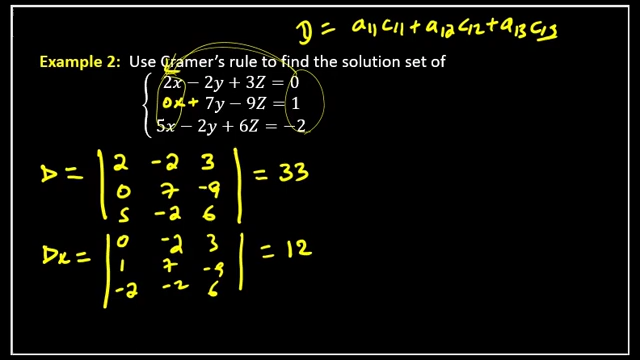 D = a11 c11 + a12 c12 + a13 c13
Example 2: Use Cramer's rule to find the solution set of
2x − 2y + 3Z = 0
0x + 7y − 9Z = 1
5x − 2y + 6Z = −2
D = | 2 -2 3 | = 33
0 7 -9
5 -2 6
Dx = | 0 -2 3 | = 12
1 7 -9
-2 -2 6